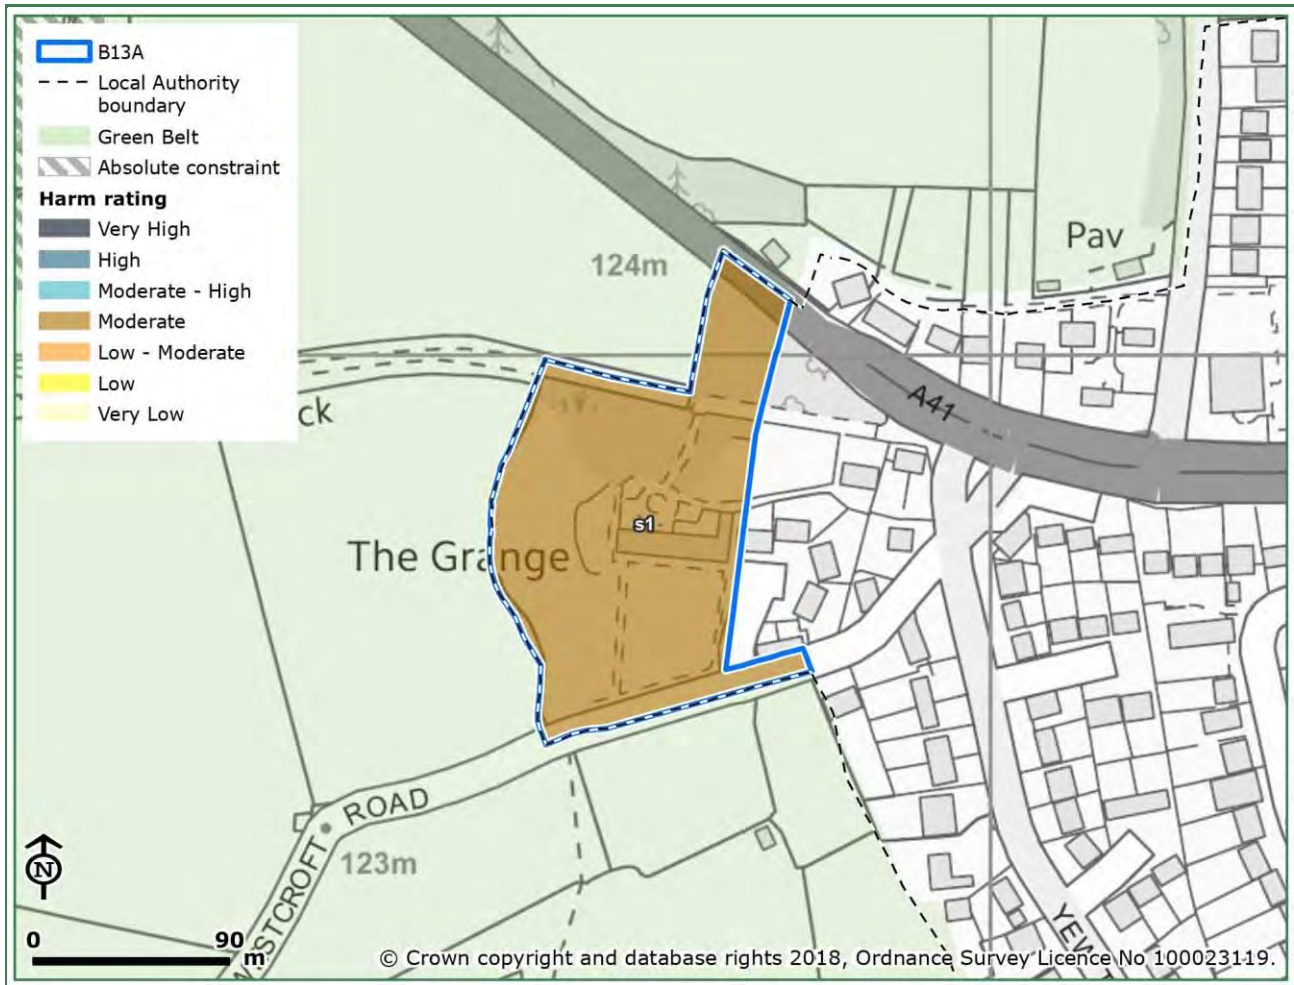 B13A
Local Authority
boundary
Green Belt
Absolute constraint
Harm rating
Very High
High
Moderate - High
Moderate
Low - Moderate
Low
Very Low
124m
Pav
A41
ck
s1
The Grange
ROAD
123m
N
0 90
m
© Crown copyright and database rights 2018, Ordnance Survey Licence No 100023119.